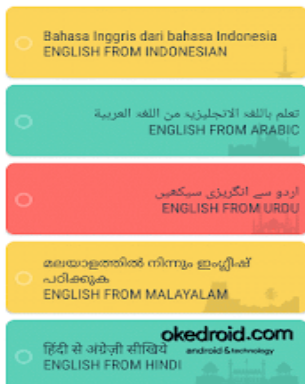 Bahasa Inggris dari bahasa Indonesia
ENGLISH FROM INDONESIAN
تعلم باللغة الانجليزية من اللغة العربية
ENGLISH FROM ARABIC
اردو سے انگریزی سیکھیں
ENGLISH FROM URDU
മലയാളത്തിൽ നിന്നും ഇംഗ്ലീഷ്
പഠിക്കുക
ENGLISH FROM MALAYALAM
okedroid.com
android & technology
हिंदी से अंग्रेज़ी सीखिये
ENGLISH FROM HINDI